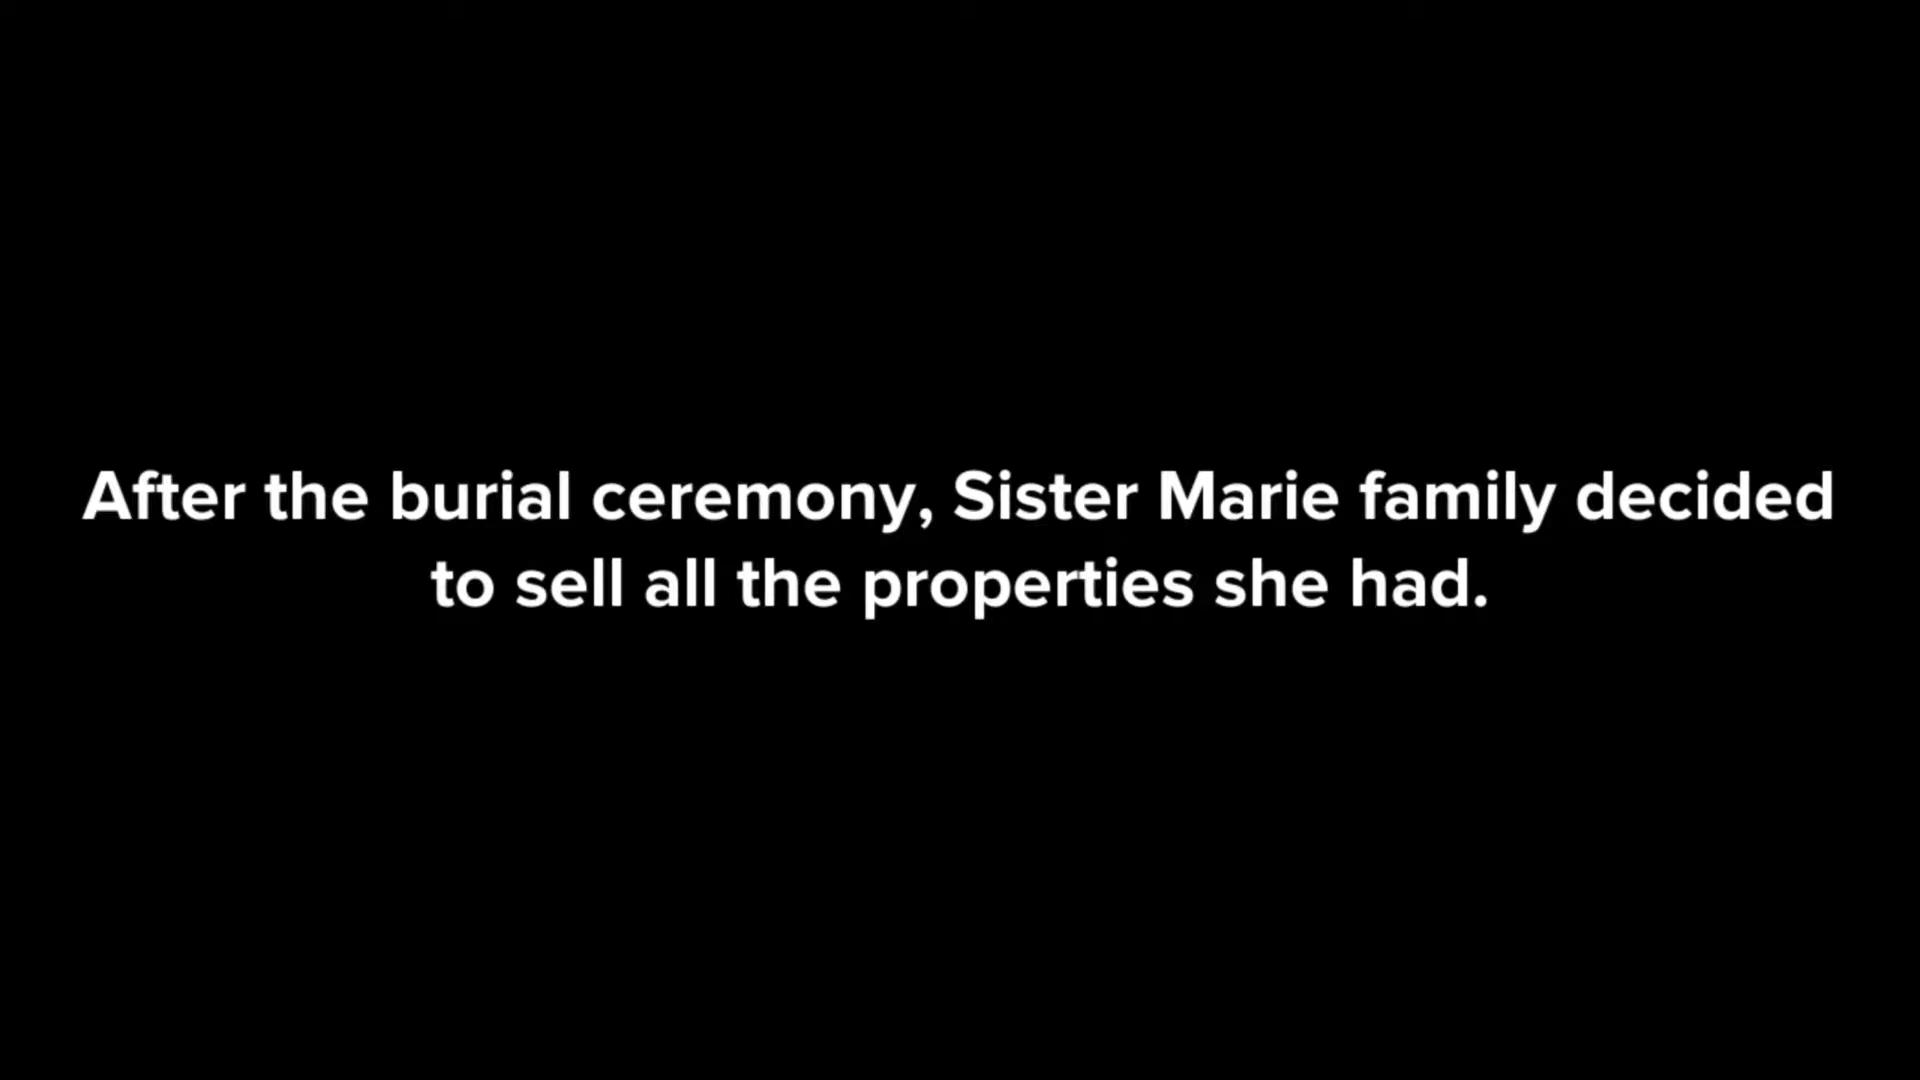 After the burial ceremony, Sister Marie family decided
to sell all the properties she had.